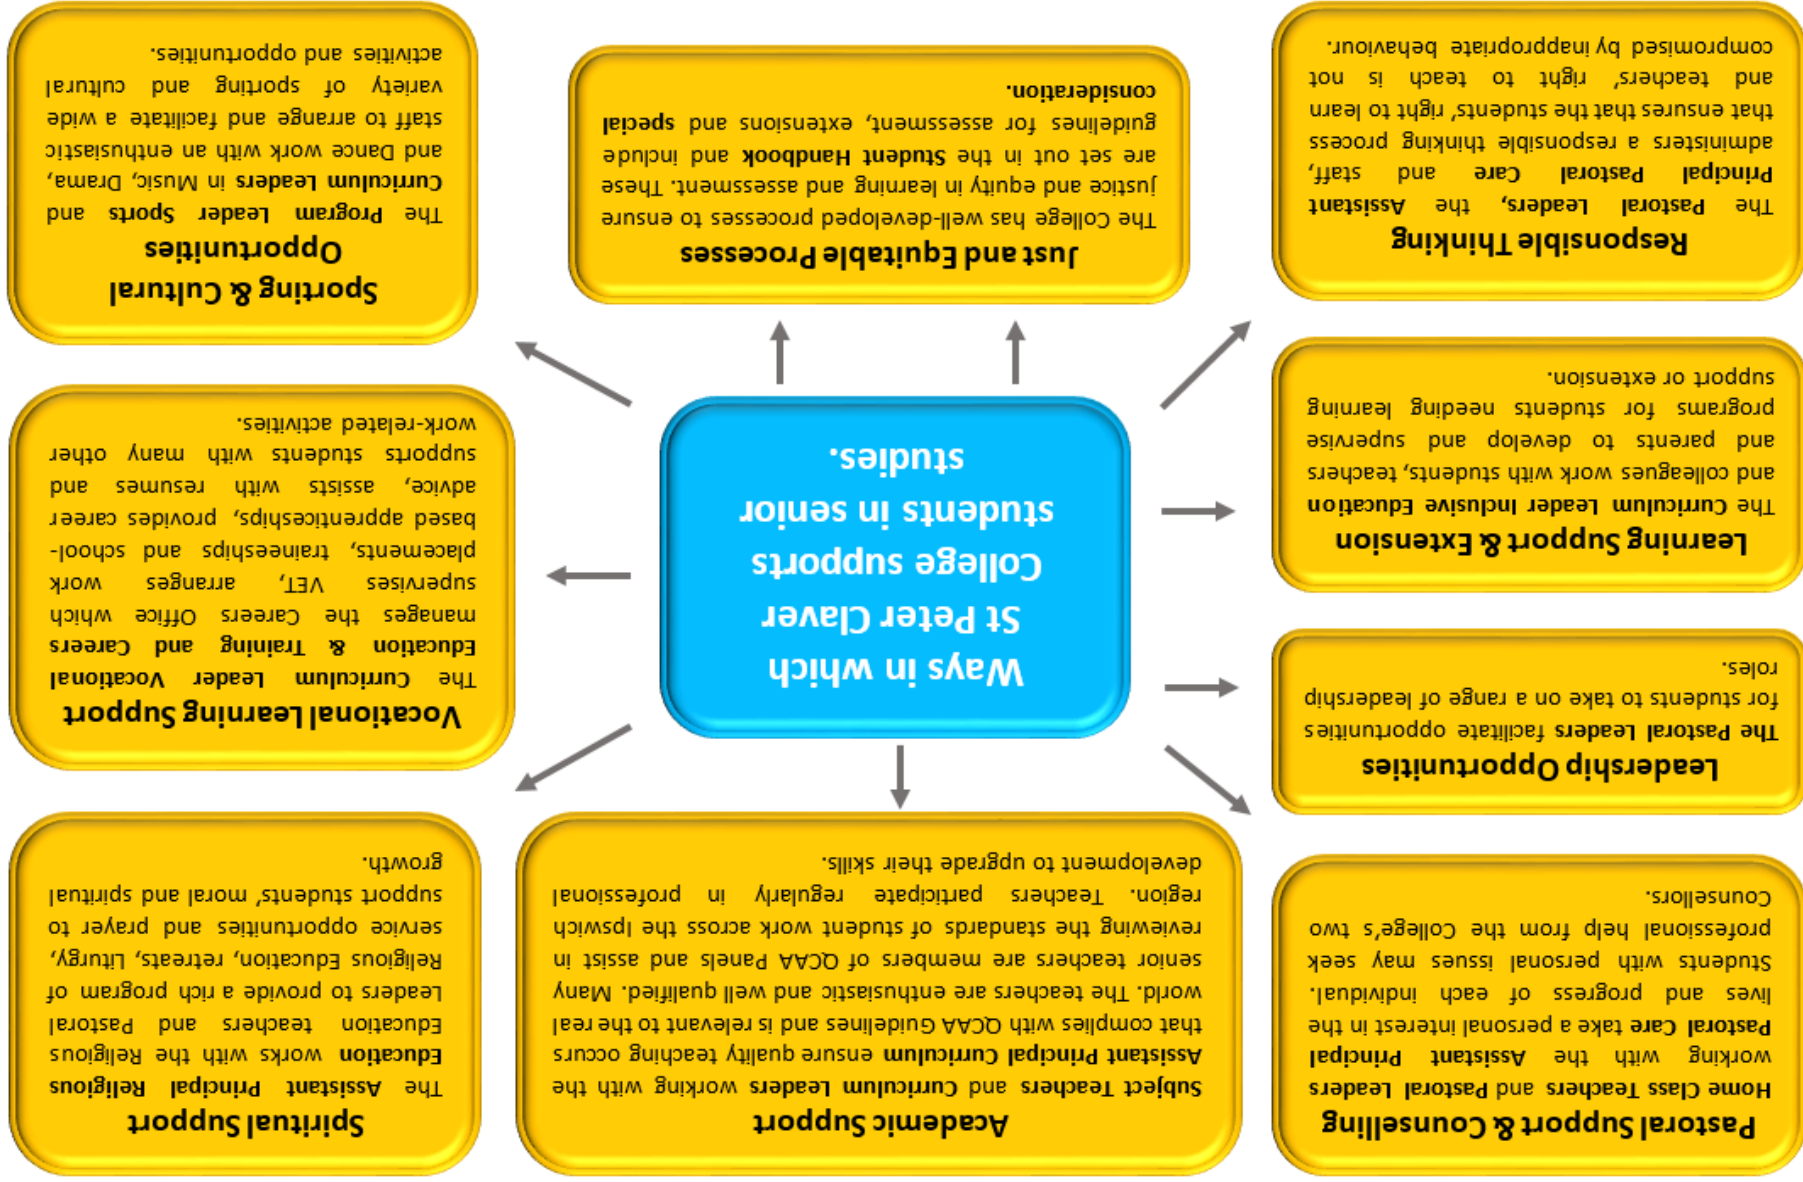 Pastoral Support & Counselling
Home Class Teachers and Pastoral Leaders
working with the Assistant Principal
Pastoral Care take a personal interest in the
lives and progress of each individual.
Students with personal issues may seek
professional help from the College's two
Counsellors.
Academic Support
Subject Teachers and Curriculum Leaders working with the
Assistant Principal Curriculum ensure quality teaching occurs
that complies with QCAA Guidelines and is relevant to the real
world. The teachers are enthusiastic and well qualified. Many
senior teachers are members of QCAA Panels and assist in
reviewing the standards of student work across the Ipswich
region. Teachers participate regularly in professional
development to upgrade their skills.
Spiritual Support
The Assistant Principal Religious
Education works with the Religious
Education teachers and Pastoral
Leaders to provide a rich program of
Religious Education, retreats, Liturgy,
service opportunities and prayer to
support students' moral and spiritual
growth.
Leadership Opportunities
The Pastoral Leaders facilitate opportunities
for students to take on a range of leadership
roles.
Ways in which
St Peter Claver
College supports
students in senior
studies.
Vocational Learning Support
The Curriculum Leader Vocational
Education & Training and Careers
manages the Careers Office which
supervises VET, arranges work
placements, traineeships and school-
based apprenticeships, provides career
advice, assists with resumes and
supports students with many other
work-related activities.
Learning Support & Extension
The Curriculum Leader Inclusive Education
and colleagues work with students, teachers
and parents to develop and supervise
programs for students needing learning
support or extension.
Responsible Thinking
The Pastoral Leaders, the Assistant
Principal Pastoral Care and staff,
administers a responsible thinking process
that ensures that the students' right to learn
and teachers' right to teach is not
compromised by inappropriate behaviour.
Just and Equitable Processes
The College has well-developed processes to ensure
justice and equity in learning and assessment. These
are set out in the Student Handbook and include
guidelines for assessment, extensions and special
consideration.
Sporting & Cultural
Opportunities
The Program Leader Sports and
Curriculum Leaders in Music, Drama,
and Dance work with an enthusiastic
staff to arrange and facilitate a wide
variety of sporting and cultural
activities and opportunities.